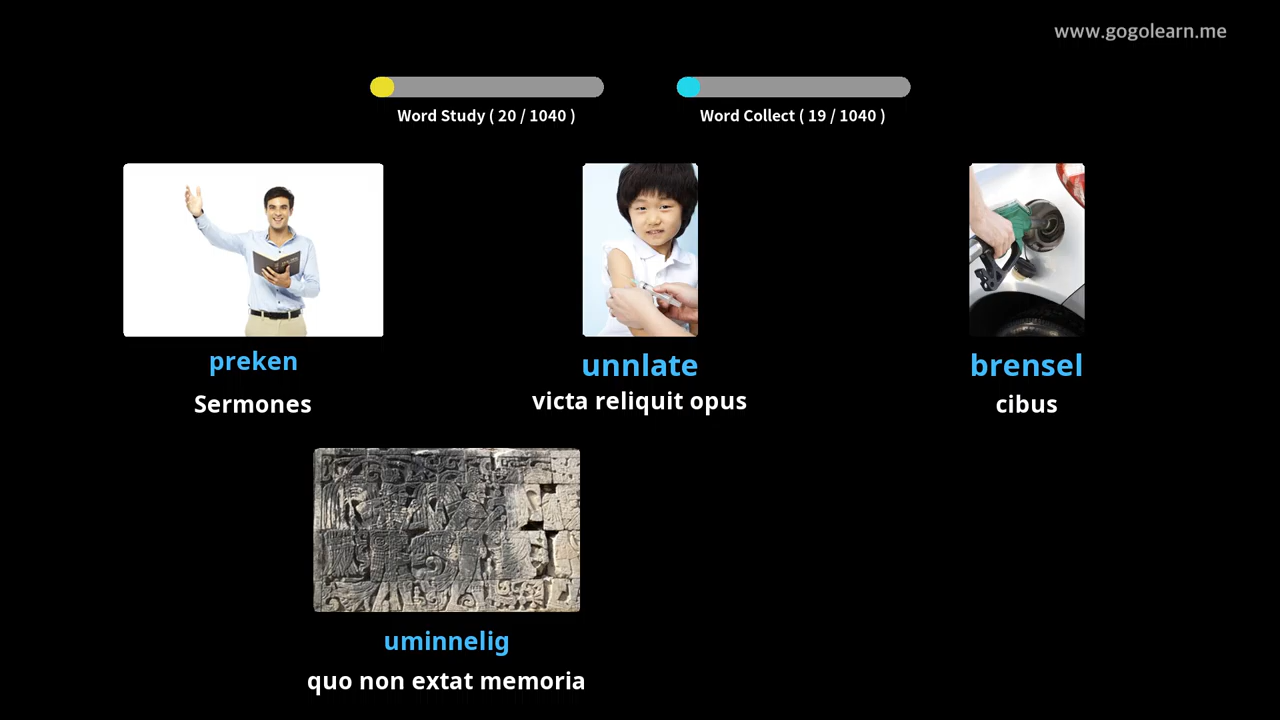 www.gogolearn.me
Word Study ( 20 / 1040 )
Word Collect ( 19 / 1040 )
preken
unnlate
brensel
Sermones
victa reliquit opus
cibus
uminnelig
quo non extat memoria